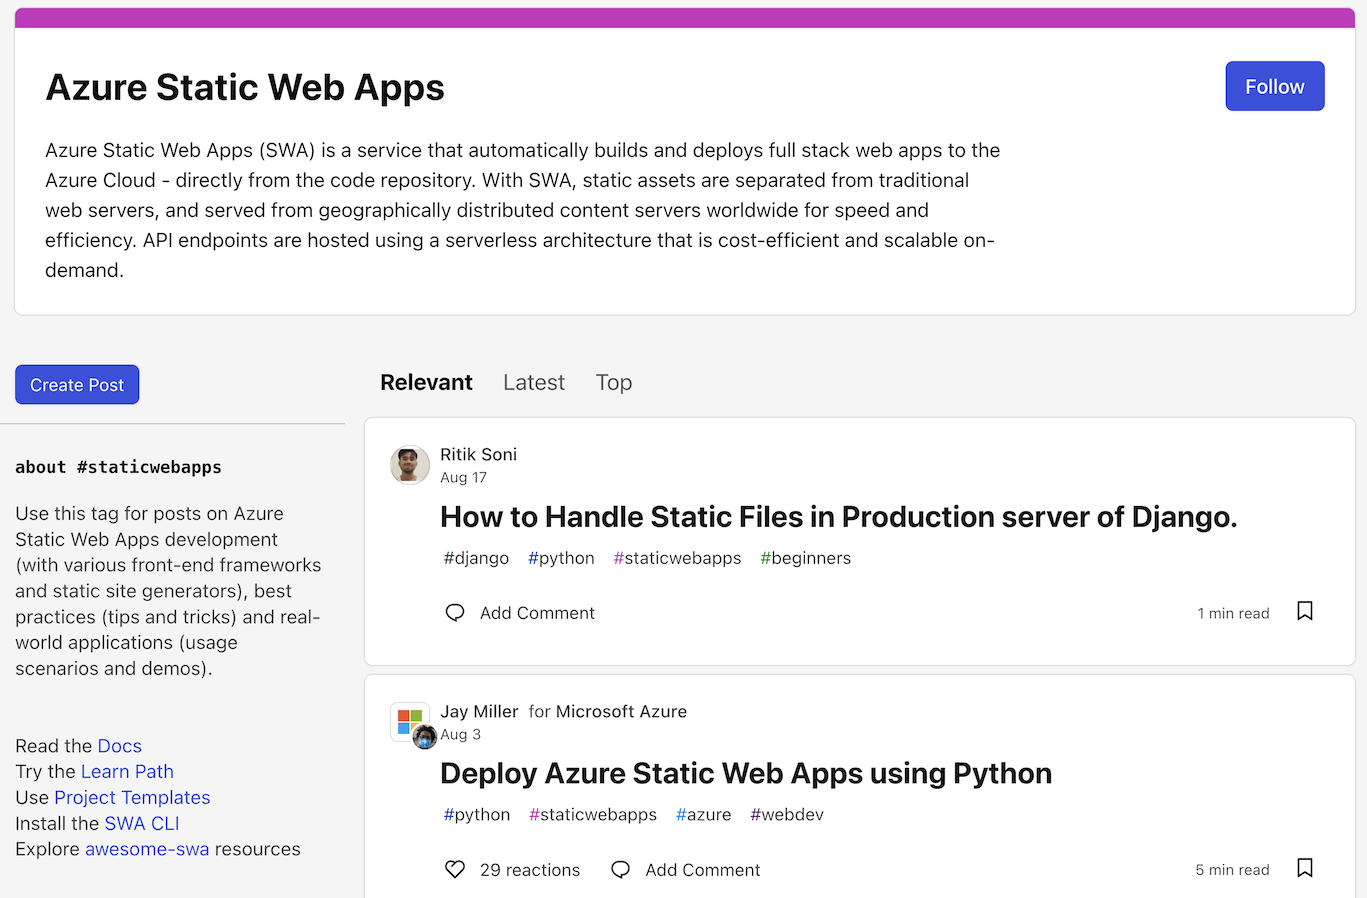 Azure Static Web Apps
Follow
Azure Static Web Apps (SWA) is a service that automatically builds and deploys full stack web apps to the
Azure Cloud - directly from the code repository. With SWA, static assets are separated from traditional
web servers, and served from geographically distributed content servers worldwide for speed and
efficiency. API endpoints are hosted using a serverless architecture that is cost-efficient and scalable on-
demand.
Create Post
about #staticwebapps
Use this tag for posts on Azure
Static Web Apps development
(with various front-end frameworks
and static site generators), best
practices (tips and tricks) and real-
world applications (usage
scenarios and demos).
Read the Docs
Try the Learn Path
Use Project Templates
Install the SWA CLI
Explore awesome-swa resources
Relevant Latest Top
Ritik Soni
Aug 17
How to Handle Static Files in Production server of Django.
#django #python #staticwebapps #beginners
Add Comment 1 min read
Jay Miller for Microsoft Azure
Aug 3
Deploy Azure Static Web Apps using Python
#python #staticwebapps #azure #webdev
29 reactions Add Comment 5 min read